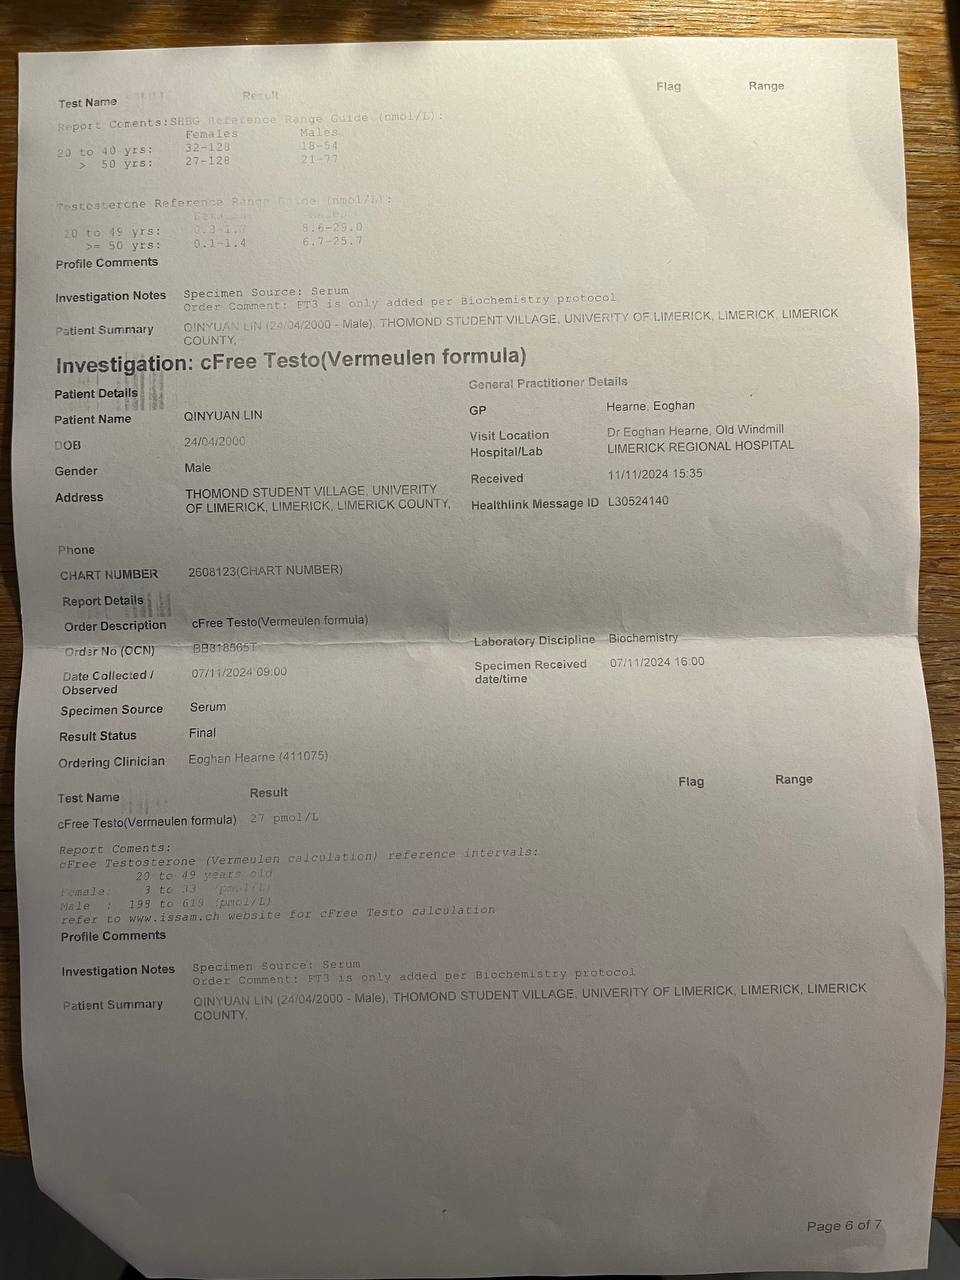 Test Name Result Flag Range
Report Coments:SHBG Reference Range Guide (nmol/L):
Females Males
20 to 40 yrs: 32-128 18-54
> 50 yrs: 27-128 21-77
Testosterone Reference Range Guide (nmol/L):
20 to 49 yrs: 0.3-1.7 8.6-29.0
>= 50 yrs: 0.1-1.4 6.7-25.7
Profile Comments
Investigation Notes Specimen Source: Serum
Order Comment: FT3 is only added per Biochemistry protocol
Patient Summary QINYUAN LIN (24/04/2000 - Male), THOMOND STUDENT VILLAGE, UNIVERITY OF LIMERICK, LIMERICK, LIMERICK
COUNTY,
Investigation: cFree Testo(Vermeulen formula)
Patient Details General Practitioner Details
Patient Name QINYUAN LIN GP Hearne, Eoghan
DOB 24/04/2000 Visit Location Dr Eoghan Hearne, Old Windmill
Gender Male Hospital/Lab LIMERICK REGIONAL HOSPITAL
Received 11/11/2024 15:35
Address THOMOND STUDENT VILLAGE, UNIVERITY
OF LIMERICK, LIMERICK, LIMERICK COUNTY, Healthlink Message ID L30524140
Phone
CHART NUMBER 2608123(CHART NUMBER)
Report Details
Order Description cFree Testo(Vermeulen formula)
Order No (OCN) BB818565T Laboratory Discipline Biochemistry
Date Collected / 07/11/2024 09:00 Specimen Received 07/11/2024 16:00
Observed date/time
Specimen Source Serum
Result Status Final
Ordering Clinician Eoghan Hearne (411075)
Test Name Result Flag Range
cFree Testo(Vermeulen formula) 27 pmol/L
Report Coments:
cFree Testosterone (Vermeulen calculation) reference intervals:
20 to 49 years old
Female: 3 to 33 (pmol/L)
Male : 198 to 619 (pmol/L)
refer to www.issam.ch website for cFree Testo calculation
Profile Comments
Investigation Notes Specimen Source: Serum
Order Comment: FT3 is only added per Biochemistry protocol
Patient Summary QINYUAN LIN (24/04/2000 - Male), THOMOND STUDENT VILLAGE, UNIVERITY OF LIMERICK, LIMERICK, LIMERICK
COUNTY,
Page 6 of 7